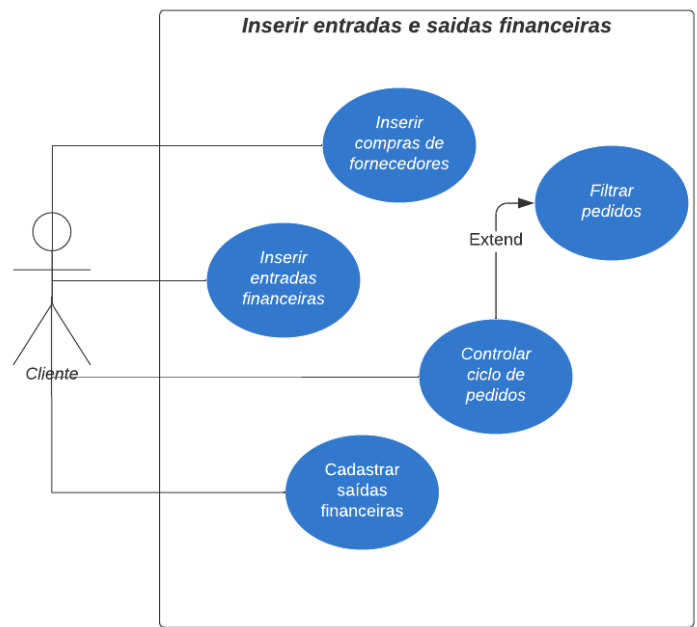 Inserir entradas e saidas financeiras
Inserir
compras de
fornecedores
Filtrar
pedidos
Extend
Inserir
entradas
financeiras
Controlar
ciclo de
pedidos
Cliente
Cadastrar
saídas
financeiras